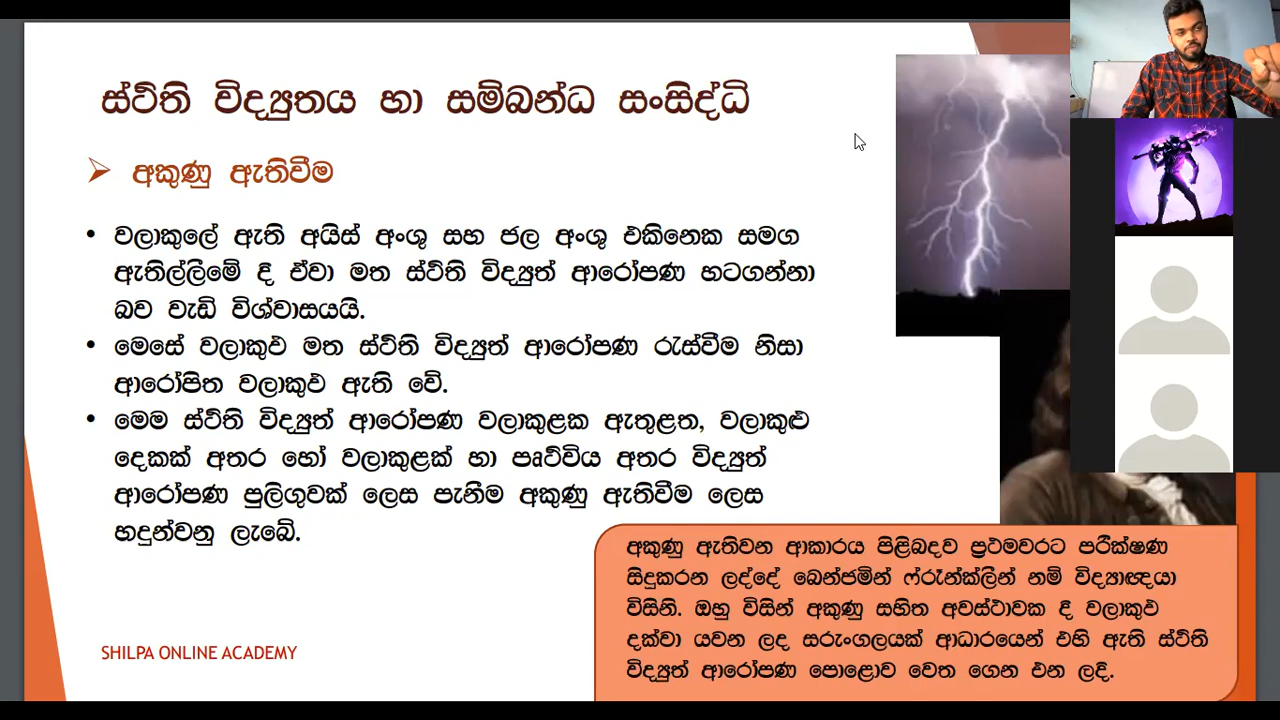 ස්ථිති විද්‍යුතය හා සම්බන්ධ සංසිද්ධි
අකුණු ඇතිවීම
• වලාකුලේ ඇති අයිස් අංශු සහ ජල අංශු එකිනෙක සමග
ඇතිල්ලීමේ දී ඒවා මත ස්ථිති විද්‍යුත් ආරෝපණ හටගන්නා
බව වැඩි විශ්වාසයයි.
• මෙසේ වලාකුළු මත ස්ථිති විද්‍යුත් ආරෝපණ රැස්වීම නිසා
ආරෝපිත වලාකුළු ඇති වේ.
• මෙම ස්ථිති විද්‍යුත් ආරෝපණ වලාකුළක ඇතුළත, වලාකුළු
දෙකක් අතර හෝ වලාකුළක් හා පෘථිවිය අතර විද්‍යුත්
ආරෝපණ පුලිගුවක් ලෙස පැනීම අකුණු ඇතිවීම ලෙස
හදුන්වනු ලැබේ.
අකුණු ඇතිවන ආකාරය පිළිබදව ප්‍රථමවරට පරීක්ෂණ
සිදුකරන ලද්දේ බෙන්ජමින් ෆ්රෑන්ක්ලීන් නම් විද්‍යාඥයා
විසිනි. ඔහු විසින් අකුණු සහිත අවස්ථාවක දී වලාකුළු
දක්වා යවන ලද සරුංගලයක් ආධාරයෙන් එහි ඇති ස්ථිති
විද්‍යුත් ආරෝපණ පොළොව වෙත ගෙන එන ලදි.
SHILPA ONLINE ACADEMY